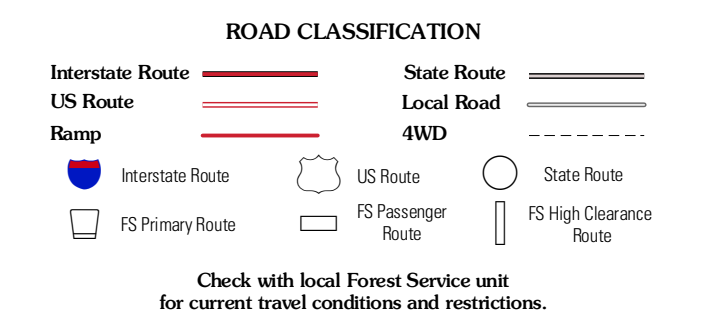 ROAD CLASSIFICATION
Interstate Route
State Route
US Route
Local Road
Ramp
4WD
Interstate Route
US Route
State Route
FS Primary Route
FS Passenger
Route
FS High Clearance
Route
Check with local Forest Service unit
for current travel conditions and restrictions.